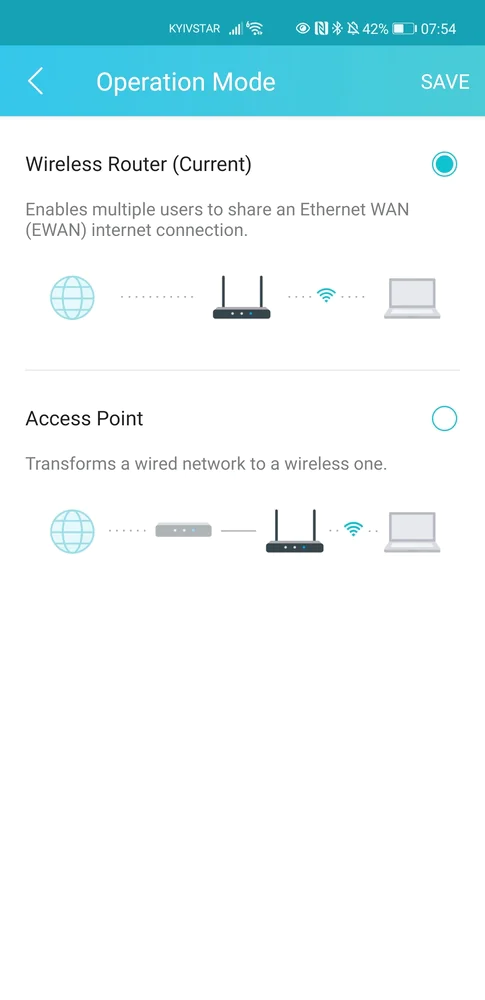 KYIVSTAR 42% 07:54
Operation Mode SAVE
Wireless Router (Current)
Enables multiple users to share an Ethernet WAN
(EWAN) internet connection.
Access Point
Transforms a wired network to a wireless one.